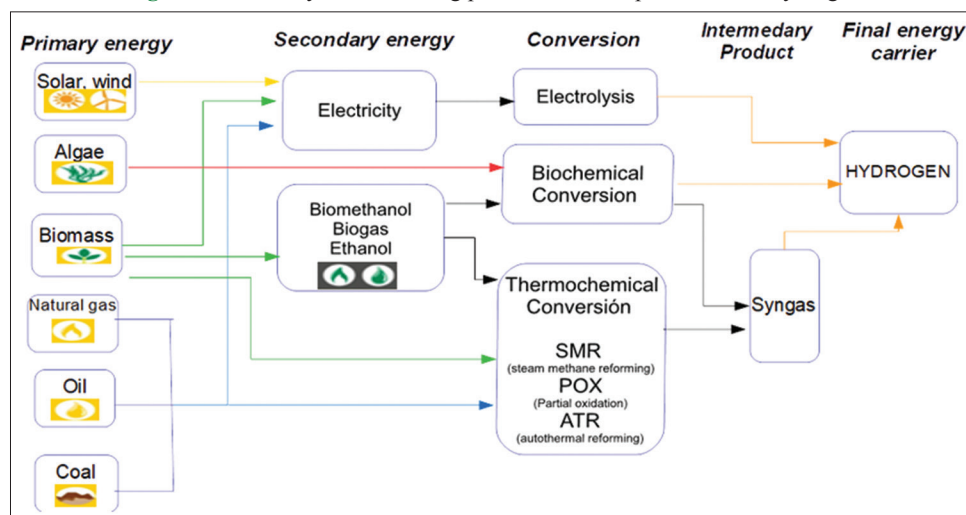 Primary energy
Secondary energy
Conversion
Intermedary
Product
Final energy
carrier
Solar, wind
Electricity
Electrolysis
Algae
Biochemical
Conversion
HYDROGEN
Biomass
Biomethanol
Biogas
Ethanol
Natural gas
Thermochemical
Conversión
Syngas
SMR
(steam methane reforming)
Oil
POX
(Partial oxidation)
ATR
(autothermal reforming)
Coal